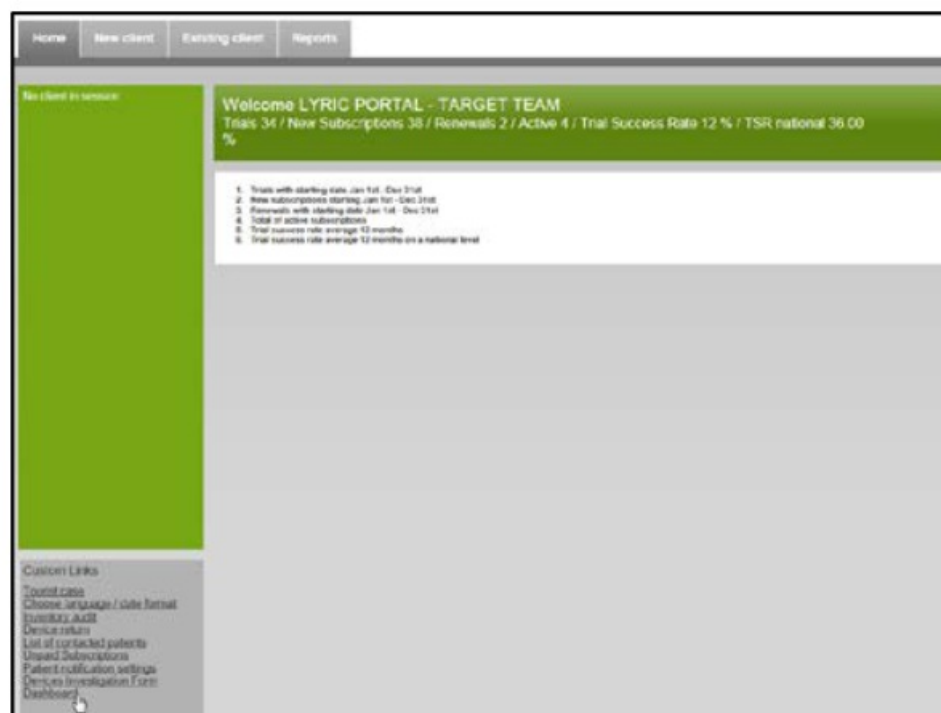 Home New client Existing client Reports
No client in session
Welcome LYRIC PORTAL - TARGET TEAM
Trials 34 / New Subscriptions 38 / Renewals 2 / Active 4 / Trial Success Rate 12 % / TSR national 36.00
%
1. Trials with starting date Jan 1st - Dec 31st
2. New subscriptions starting Jan 1st - Dec 31st
3. Renewals with starting date Jan 1st - Dec 31st
4. Total of active subscriptions
5. Trial success rate average 12 months
6. Trial success rate average 12 months on a national level
Custom Links
Tourist case
Choose language / date format
Inventory audit
Device return
List of contacted patients
Unpaid Subscriptions
Patient notification settings
Devices Investigation Form
Dashboard